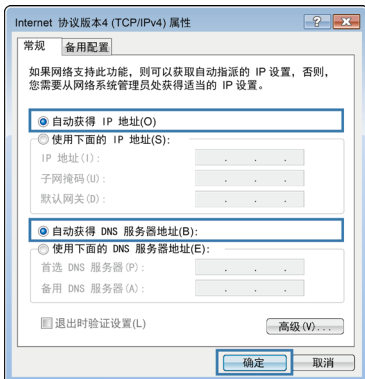 Internet 协议版本4 (TCP/IPv4) 属性
常规 备用配置
如果网络支持此功能，则可以获取自动指派的 IP 设置，否则，
您需要从网络系统管理员处获得适当的 IP 设置。
自动获得 IP 地址(O)
使用下面的 IP 地址(S):
IP 地址(I):
子网掩码(U):
默认网关(D):
自动获得 DNS 服务器地址(B):
使用下面的 DNS 服务器地址(E):
首选 DNS 服务器(P):
备用 DNS 服务器(A):
退出时验证设置(L) 高级(V)...
确定 取消